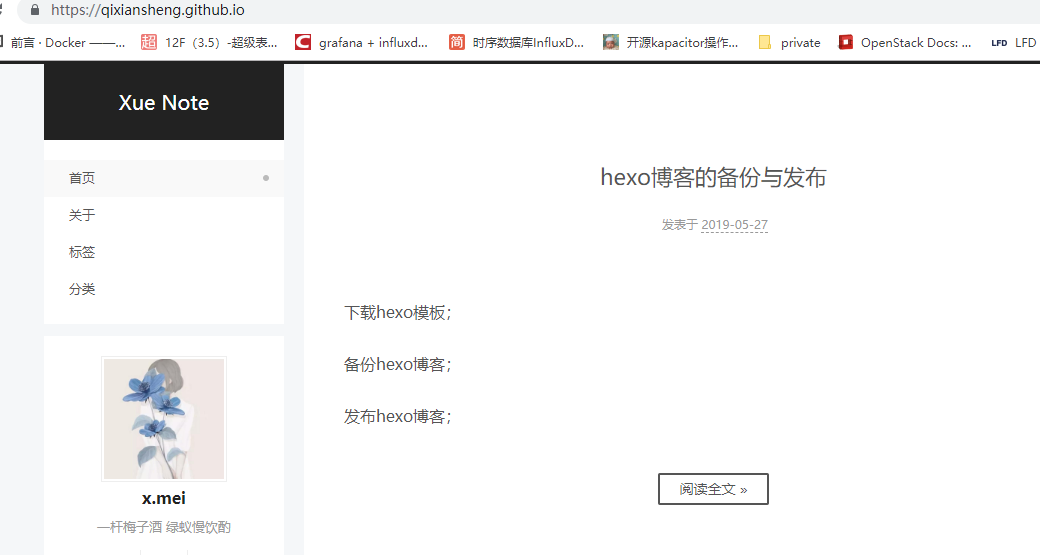 https://qixiansheng.github.io
前言 · Docker ——... 12F（3.5）-超级表... grafana + influxd... 时序数据库InfluxD... 开源kapacitor操作... private OpenStack Docs: ... LFD LFD
Xue Note
首页
关于
标签
分类
x.mei
一杆梅子酒 绿蚁慢饮酌
hexo博客的备份与发布
发表于 2019-05-27
下载hexo模板；
备份hexo博客；
发布hexo博客；
阅读全文 »